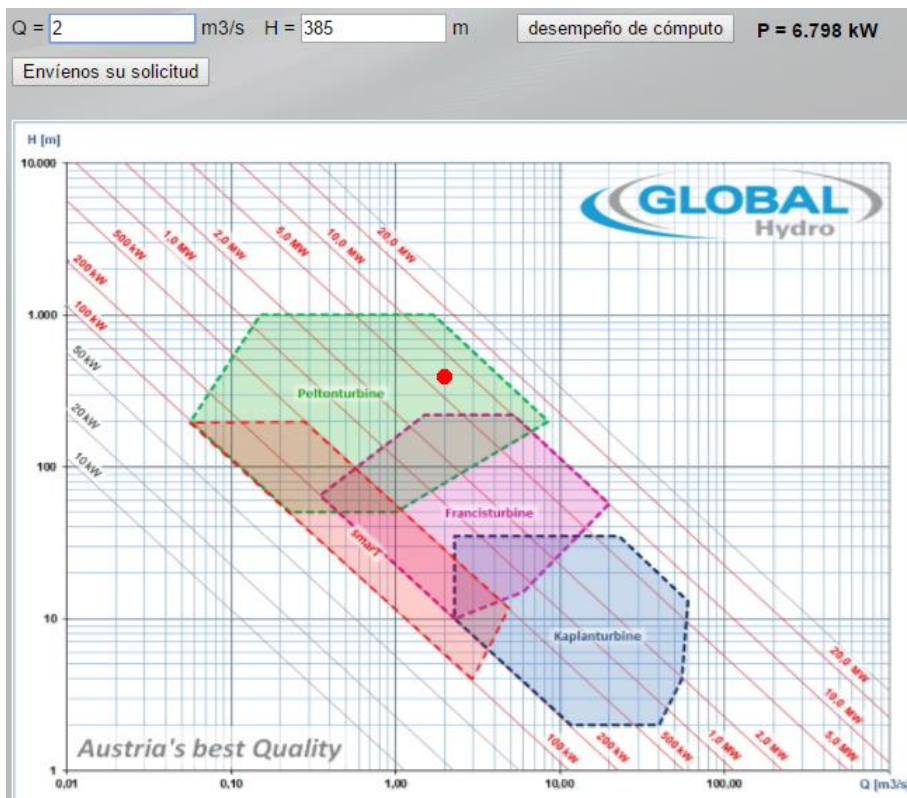 Q = 2 m3/s H = 385 m desempeño de cómputo P = 6.798 kW
Envíenos su solicitud
H [m]
10.000
GLOBAL
Hydro
20,0 MW
10,0 MW
5,0 MW
2,0 MW
1,0 MW
500 kW
200 kW
100 kW
50 kW
20 kW
10 kW
1.000
Peltonturbine
100
Francisturbine
smarT
10
Kaplanturbine
20,0 MW
10,0 MW
5,0 MW
2,0 MW
1,0 MW
500 kW
200 kW
100 kW
Austria's best Quality
1
0,01 0,10 1,00 10,00 100,00 Q [m3/s]